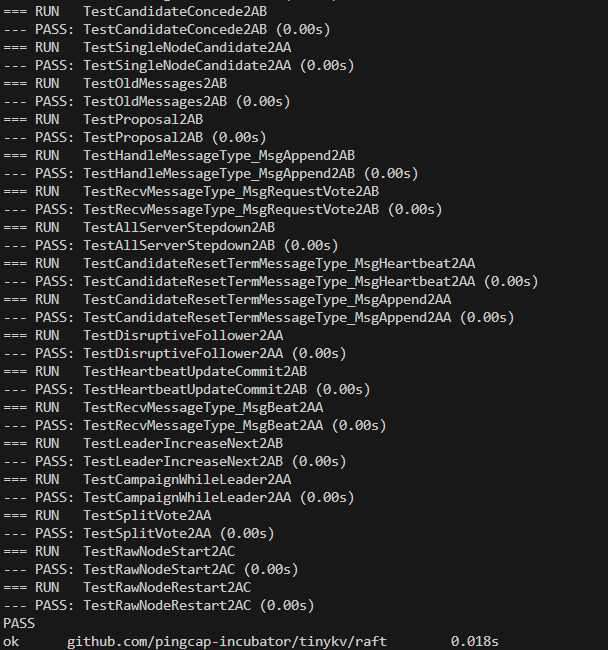 === RUN   TestCandidateConcede2AB
--- PASS: TestCandidateConcede2AB (0.00s)
=== RUN   TestSingleNodeCandidate2AA
--- PASS: TestSingleNodeCandidate2AA (0.00s)
=== RUN   TestOldMessages2AB
--- PASS: TestOldMessages2AB (0.00s)
=== RUN   TestProposal2AB
--- PASS: TestProposal2AB (0.00s)
=== RUN   TestHandleMessageType_MsgAppend2AB
--- PASS: TestHandleMessageType_MsgAppend2AB (0.00s)
=== RUN   TestRecvMessageType_MsgRequestVote2AB
--- PASS: TestRecvMessageType_MsgRequestVote2AB (0.00s)
=== RUN   TestAllServerStepdown2AB
--- PASS: TestAllServerStepdown2AB (0.00s)
=== RUN   TestCandidateResetTermMessageType_MsgHeartbeat2AA
--- PASS: TestCandidateResetTermMessageType_MsgHeartbeat2AA (0.00s)
=== RUN   TestCandidateResetTermMessageType_MsgAppend2AA
--- PASS: TestCandidateResetTermMessageType_MsgAppend2AA (0.00s)
=== RUN   TestDisruptiveFollower2AA
--- PASS: TestDisruptiveFollower2AA (0.00s)
=== RUN   TestHeartbeatUpdateCommit2AB
--- PASS: TestHeartbeatUpdateCommit2AB (0.00s)
=== RUN   TestRecvMessageType_MsgBeat2AA
--- PASS: TestRecvMessageType_MsgBeat2AA (0.00s)
=== RUN   TestLeaderIncreaseNext2AB
--- PASS: TestLeaderIncreaseNext2AB (0.00s)
=== RUN   TestCampaignWhileLeader2AA
--- PASS: TestCampaignWhileLeader2AA (0.00s)
=== RUN   TestSplitVote2AA
--- PASS: TestSplitVote2AA (0.00s)
=== RUN   TestRawNodeStart2AC
--- PASS: TestRawNodeStart2AC (0.00s)
=== RUN   TestRawNodeRestart2AC
--- PASS: TestRawNodeRestart2AC (0.00s)
PASS
ok      github.com/pingcap-incubator/tinykv/raft        0.018s